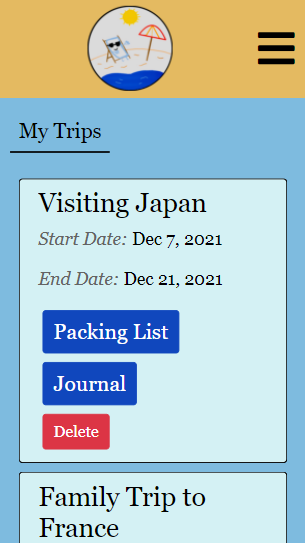 My Trips
Visiting Japan
Start Date: Dec 7, 2021
End Date: Dec 21, 2021
Packing List
Journal
Delete
Family Trip to
France